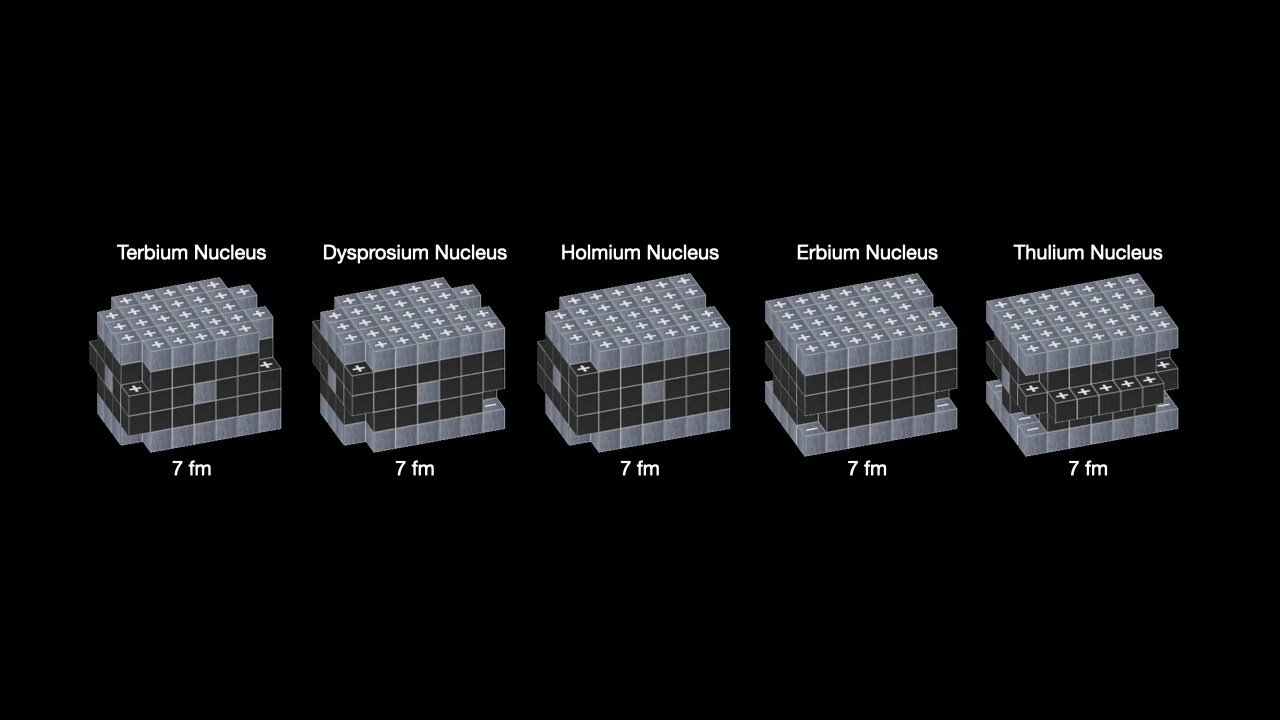 Terbium Nucleus
Dysprosium Nucleus
Holmium Nucleus
Erbium Nucleus
Thulium Nucleus
7 fm
7 fm
7 fm
7 fm
7 fm